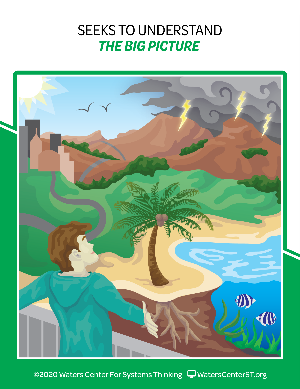 SEEKS TO UNDERSTAND
THE BIG PICTURE
©2020 Waters Center For Systems Thinking WatersCenterST.org